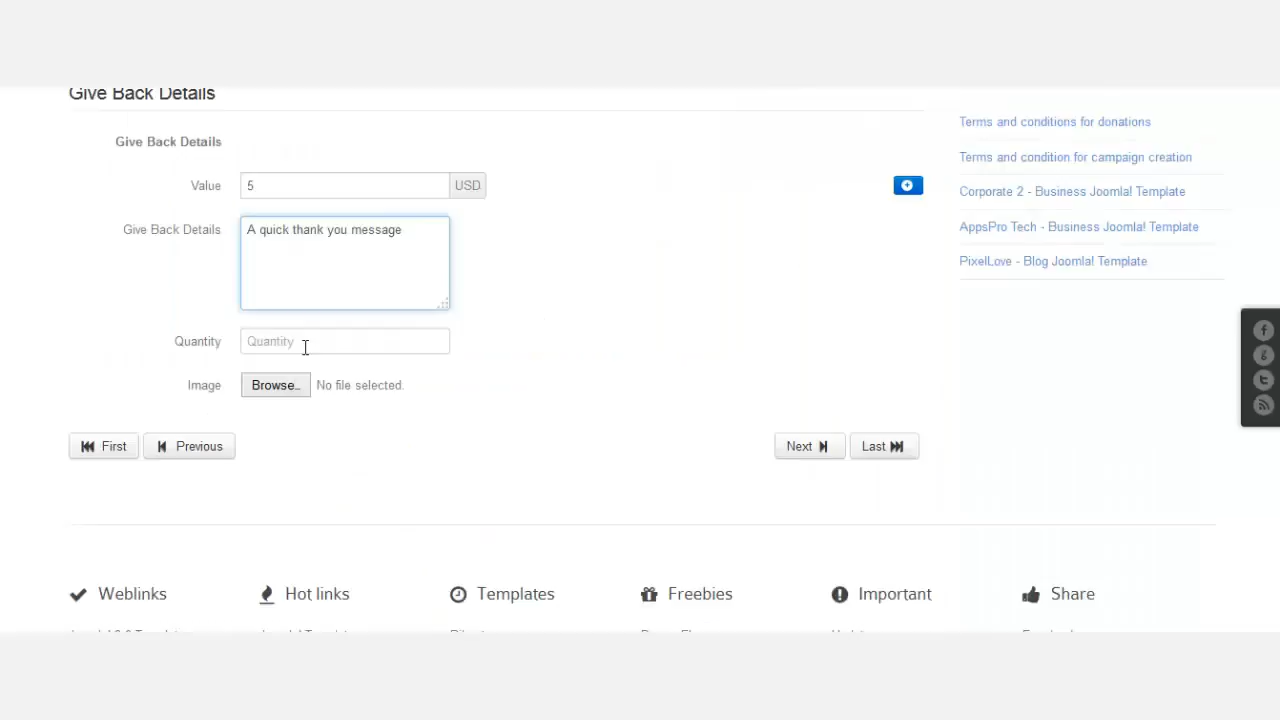 Give Back Details
Give Back Details
Value 5 USD
Give Back Details A quick thank you message
Quantity Quantity
Image Browse.. No file selected.
First Previous Next Last
Terms and conditions for donations
Terms and condition for campaign creation
Corporate 2 - Business Joomla! Template
AppsPro Tech - Business Joomla! Template
PixelLove - Blog Joomla! Template
Weblinks Hot links Templates Freebies Important Share